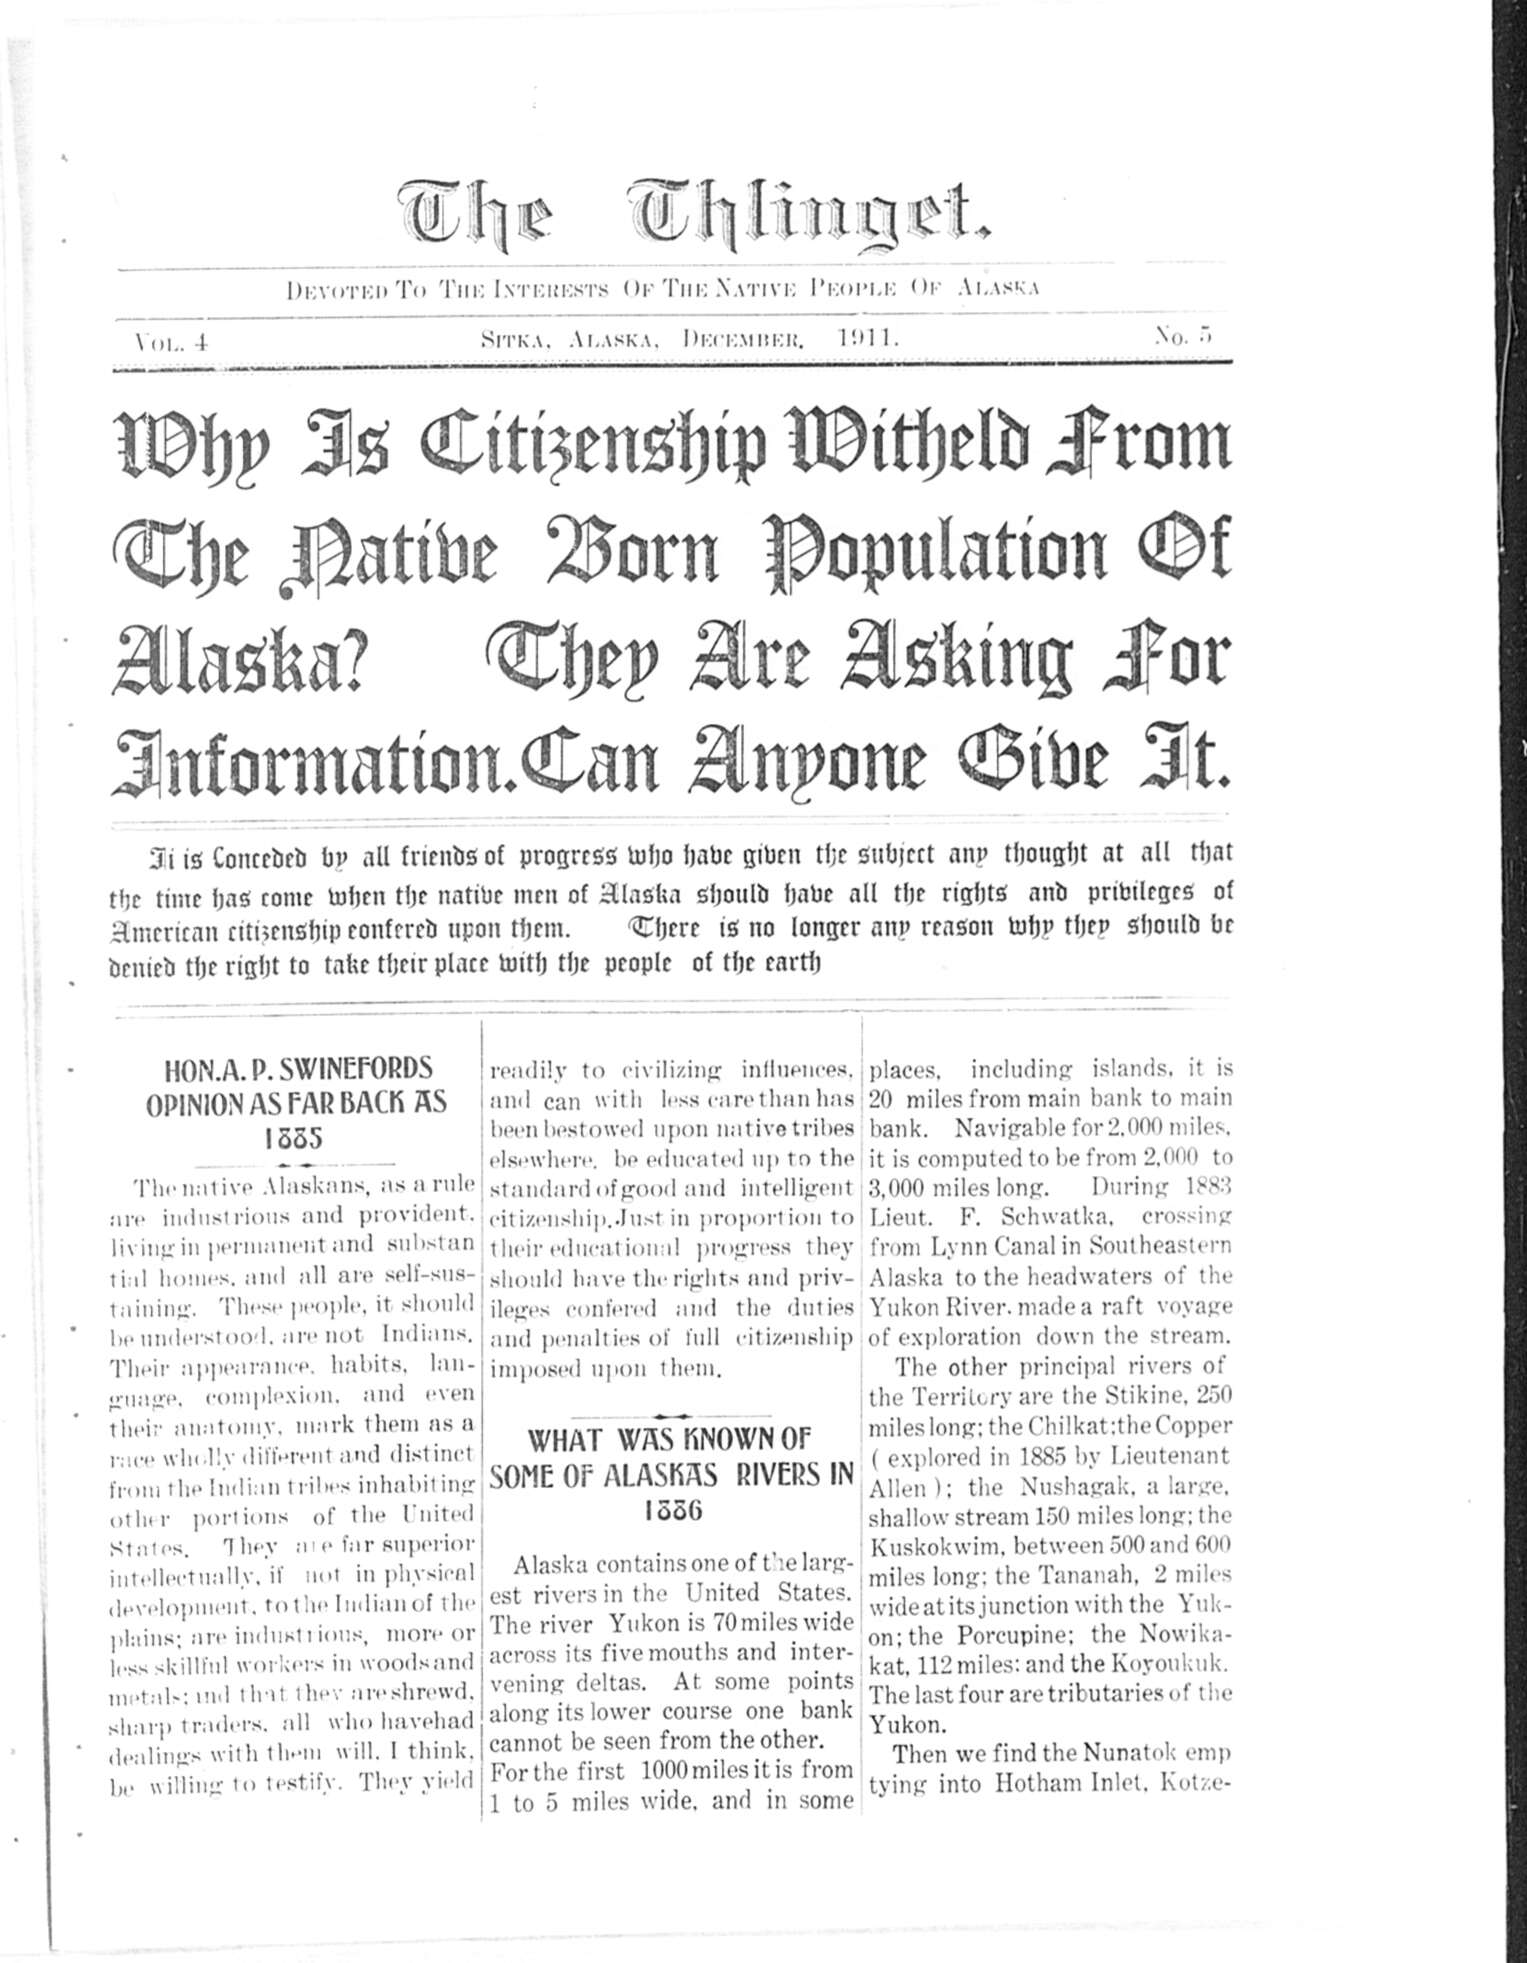 The Thlinget.
DEVOTED TO THE INTERESTS OF THE NATIVE PEOPLE OF ALASKA
VOL. 4 SITKA, ALASKA, DECEMBER, 1911. No. 5
Why Is Citizenship Witheld From
The Native Born Population Of
Alaska? They Are Asking For
Information. Can Anyone Give It.
It is Conceded by all friends of progress who have given the subject any thought at all that
the time has come when the native men of Alaska should have all the rights and privileges of
American citizenship confered upon them. There is no longer any reason why they should be
denied the right to take their place with the people of the earth
HON. A. P. SWINEFORDS
OPINION AS FAR BACK AS
1885
The native Alaskans, as a rule
are industrious and provident,
living in permanent and substan
tial homes, and all are self-sus-
taining. These people, it should
be understood, are not Indians.
Their appearance, habits, lan-
guage, complexion, and even
their anatomy, mark them as a
race wholly different and distinct
from the Indian tribes inhabiting
other portions of the United
States. They are far superior
intellectually, if not in physical
development, to the Indian of the
plains; are industrious, more or
less skillful workers in woods and
metals; and that they are shrewd,
sharp traders, all who have had
dealings with them will, I think,
be willing to testify. They yield
readily to civilizing influences,
and can with less care than has
been bestowed upon native tribes
elsewhere, be educated up to the
standard of good and intelligent
citizenship. Just in proportion to
their educational progress they
should have the rights and priv-
ileges confered and the duties
and penalties of full citizenship
imposed upon them.
WHAT WAS KNOWN OF
SOME OF ALASKAS RIVERS IN
1886
Alaska contains one of the larg-
est rivers in the United States.
The river Yukon is 70 miles wide
across its five mouths and inter-
vening deltas. At some points
along its lower course one bank
cannot be seen from the other.
For the first 1000 miles it is from
1 to 5 miles wide, and in some
places, including islands, it is
20 miles from main bank to main
bank. Navigable for 2,000 miles,
it is computed to be from 2,000 to
3,000 miles long. During 1883
Lieut. F. Schwatka, crossing
from Lynn Canal in Southeastern
Alaska to the headwaters of the
Yukon River, made a raft voyage
of exploration down the stream.
The other principal rivers of
the Territory are the Stikine, 250
miles long; the Chilkat; the Copper
( explored in 1885 by Lieutenant
Allen ); the Nushagak, a large,
shallow stream 150 miles long; the
Kuskokwim, between 500 and 600
miles long; the Tananah, 2 miles
wide at its junction with the Yuk-
on; the Porcupine; the Nowika-
kat, 112 miles: and the Koyoukuk.
The last four are tributaries of the
Yukon.
Then we find the Nunatok emp
tying into Hotham Inlet, Kotze-